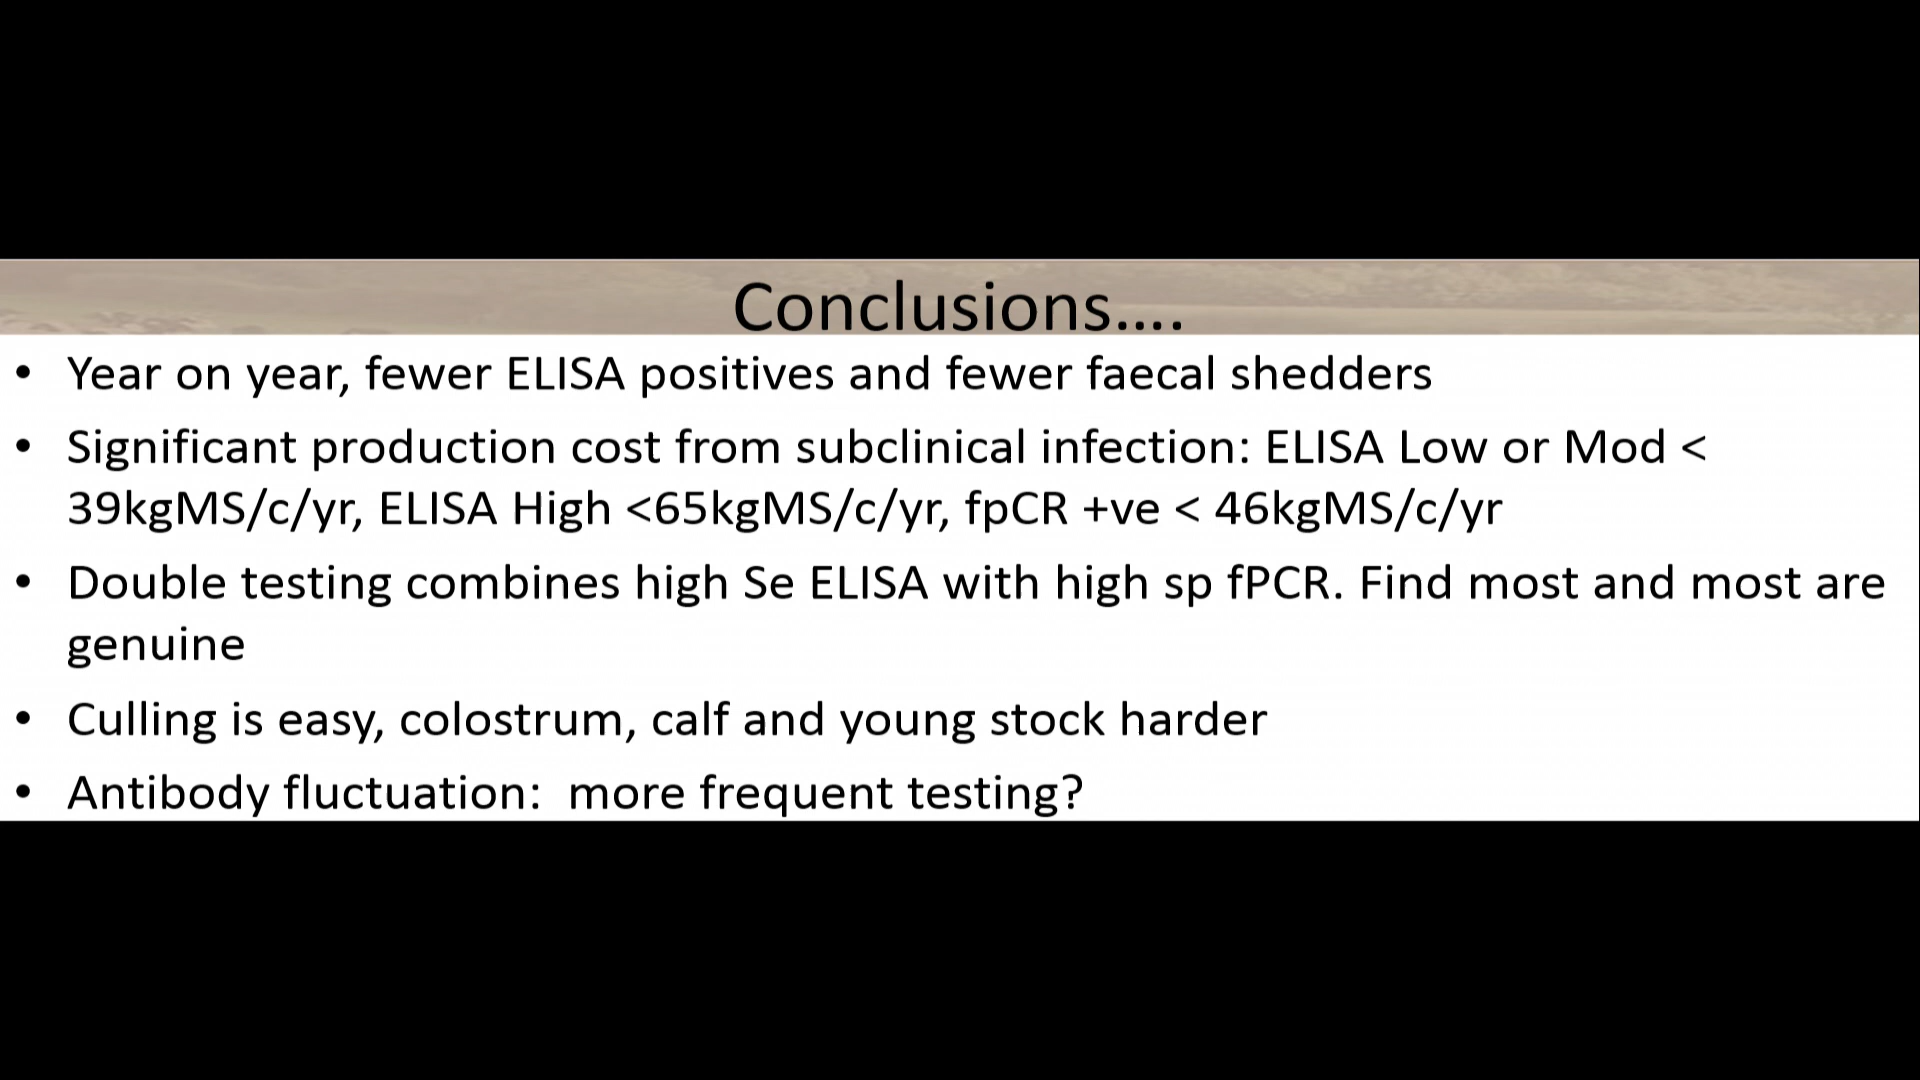 Conclusions....
• Year on year, fewer ELISA positives and fewer faecal shedders
• Significant production cost from subclinical infection: ELISA Low or Mod <
39kgMS/c/yr, ELISA High <65kgMS/c/yr, fpCR +ve < 46kgMS/c/yr
• Double testing combines high Se ELISA with high sp fPCR. Find most and most are
genuine
• Culling is easy, colostrum, calf and young stock harder
• Antibody fluctuation:  more frequent testing?